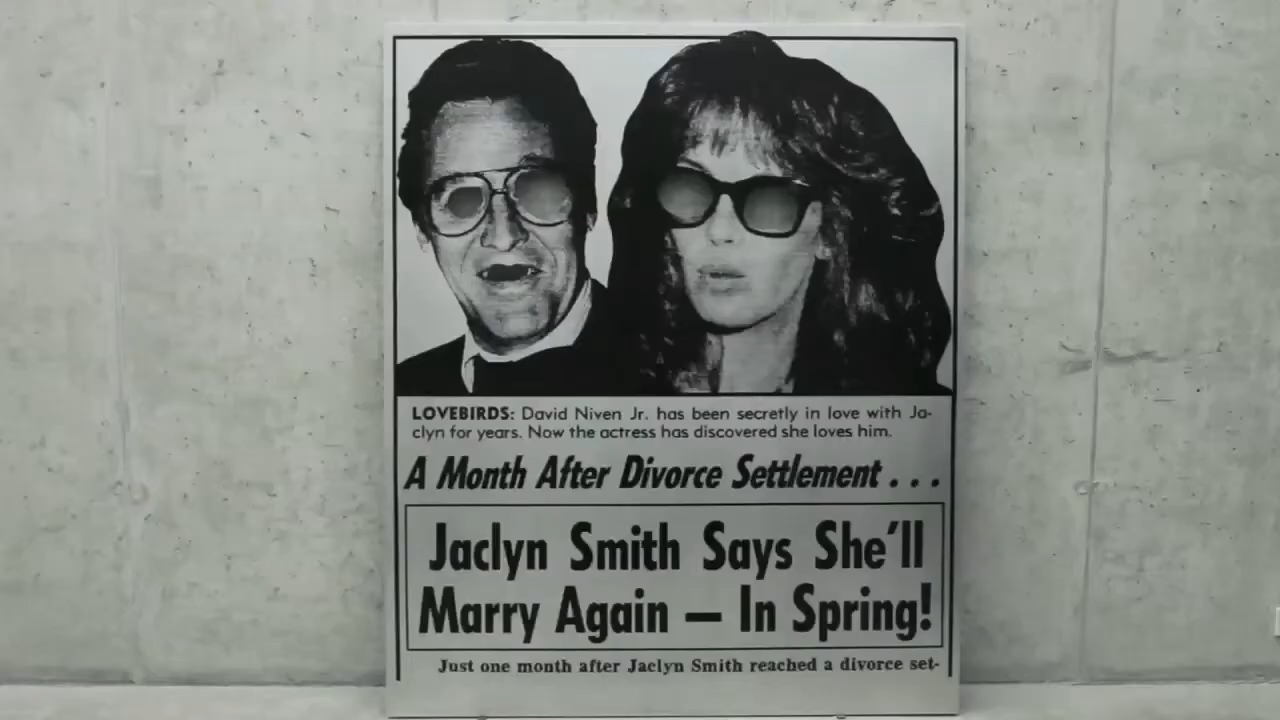 LOVEBIRDS: David Niven Jr. has been secretly in love with Ja-
clyn for years. Now the actress has discovered she loves him.
A Month After Divorce Settlement . . .
Jaclyn Smith Says She'll
Marry Again — In Spring!
Just one month after Jaclyn Smith reached a divorce set-